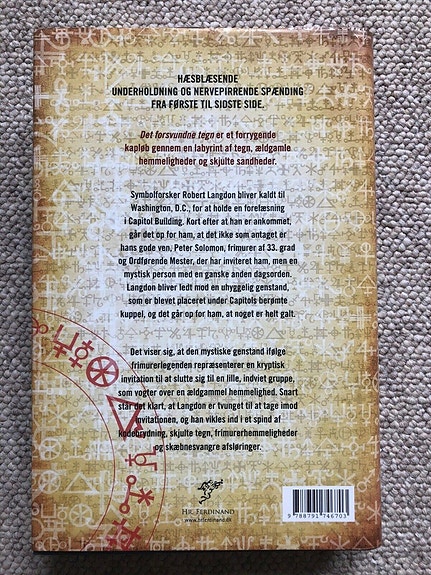 HÆSBLÆSENDE
UNDERHOLDNING OG NERVEPIRRENDE SPÆNDING
FRA FØRSTE TIL SIDSTE SIDE.
Det forsvundne tegn er et forrygende
kapløb gennem en labyrint af tegn, ældgamle
hemmeligheder og skjulte sandheder.
Symbolforsker Robert Langdon bliver kaldt til
Washington, D.C., for at holde en forelæsning
i Capitol Building. Kort efter at han er ankommet,
går det op for ham, at det ikke som antaget er
hans gode ven, Peter Solomon, frimurer af 33. grad
og Ordførende Mester, der har inviteret ham, men en
mystisk person med en ganske anden dagsorden.
Langdon bliver ledt mod en uhyggelig genstand,
som er blevet placeret under Capitols berømte
kuppel, og det går op for ham, at noget er helt galt.
Det viser sig, at den mystiske genstand ifølge
frimurerlegenden repræsenterer en kryptisk
invitation til at slutte sig til en lille, indviet gruppe,
som vogter over en ældgammel hemmelighed. Snart
står det klart, at Langdon er tvunget til at tage imod
invitationen, og han vikles ind i et spind af
kodebrydning, skjulte tegn, frimurerhemmeligheder
og skæbnesvangre afsløringer.
HR. FERDINAND
www.hrferdinand.dk
9 788791 746703